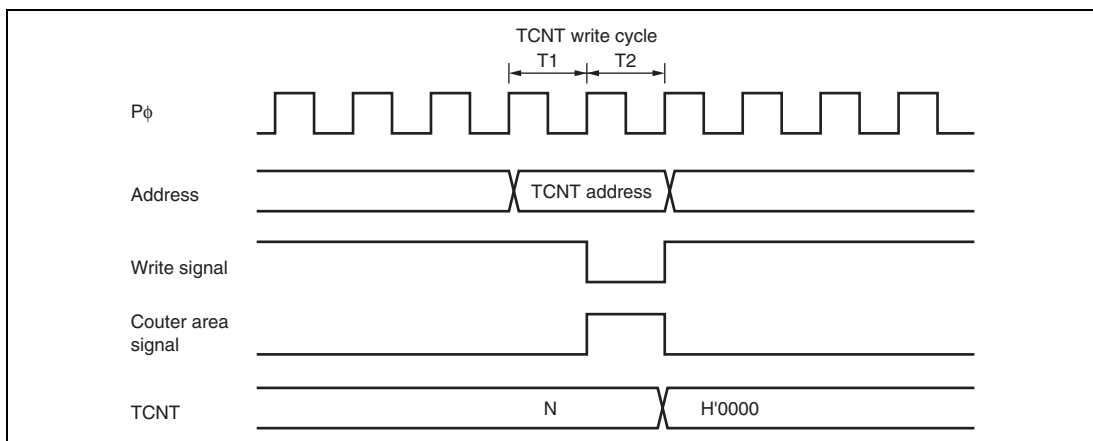 TCNT write cycle
T1 T2
Pϕ
Address
TCNT address
Write signal
Couter area
signal
TCNT
N
H'0000